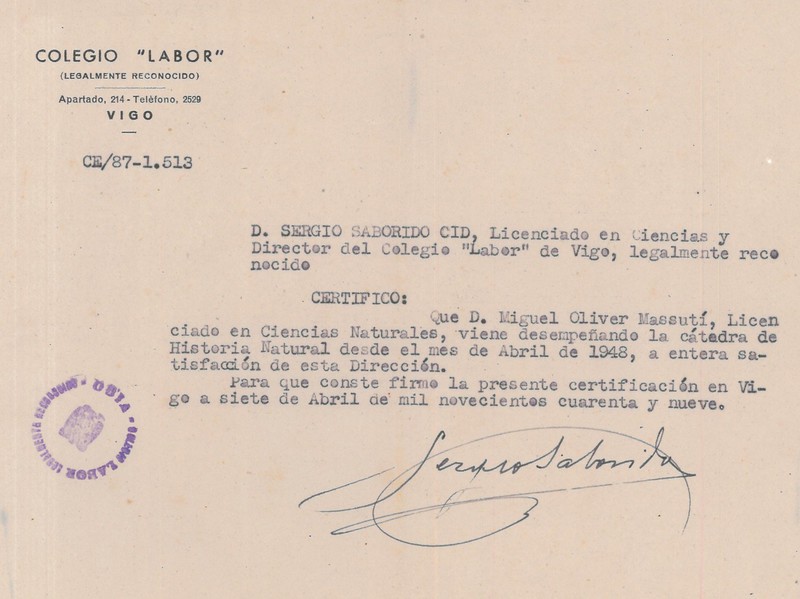 COLEGIO "LABOR"
(LEGALMENTE RECONOCIDO)
Apartado, 214 - Teléfono, 2529
VIGO
CE/87-1.513
D. SERGIO SABORIDO CID, Licenciado en Ciencias y
Director del Colegio "Labor" de Vigo, legalmente reco
nocido
CERTIFICO:
Que D. Miguel Oliver Massutí, Licen
ciado en Ciencias Naturales, viene desempeñando la cátedra de
Historia Natural desde el mes de Abril de 1948, a entera sa-
tisfacción de esta Dirección.
Para que conste firmo la presente certificación en Vi-
go a siete de Abril de mil novecientos cuarenta y nueve.
Sergio Saborido
VIGO
LABOR